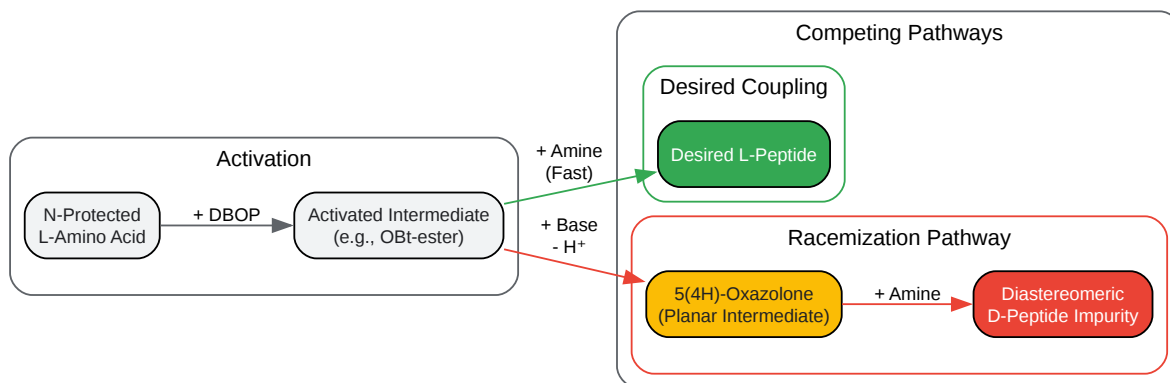 Competing Pathways
Desired Coupling
Desired L-Peptide
Activation
N-Protected
L-Amino Acid
+ DBOP
Activated Intermediate
(e.g., OBt-ester)
+ Amine
(Fast)
+ Base
- H⁺
Racemization Pathway
5(4H)-Oxazolone
(Planar Intermediate)
+ Amine
Diastereomeric
D-Peptide Impurity